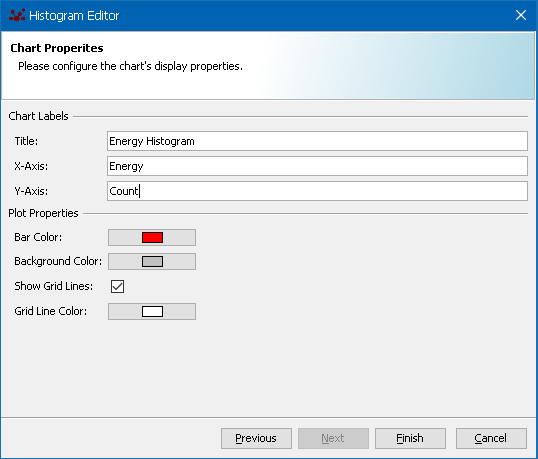 Histogram Editor
Chart Properites
Please configure the chart's display properties.
Chart Labels
Title: Energy Histogram
X-Axis: Energy
Y-Axis: Count
Plot Properties
Bar Color:
Background Color:
Show Grid Lines:
Grid Line Color:
Previous Next Finish Cancel